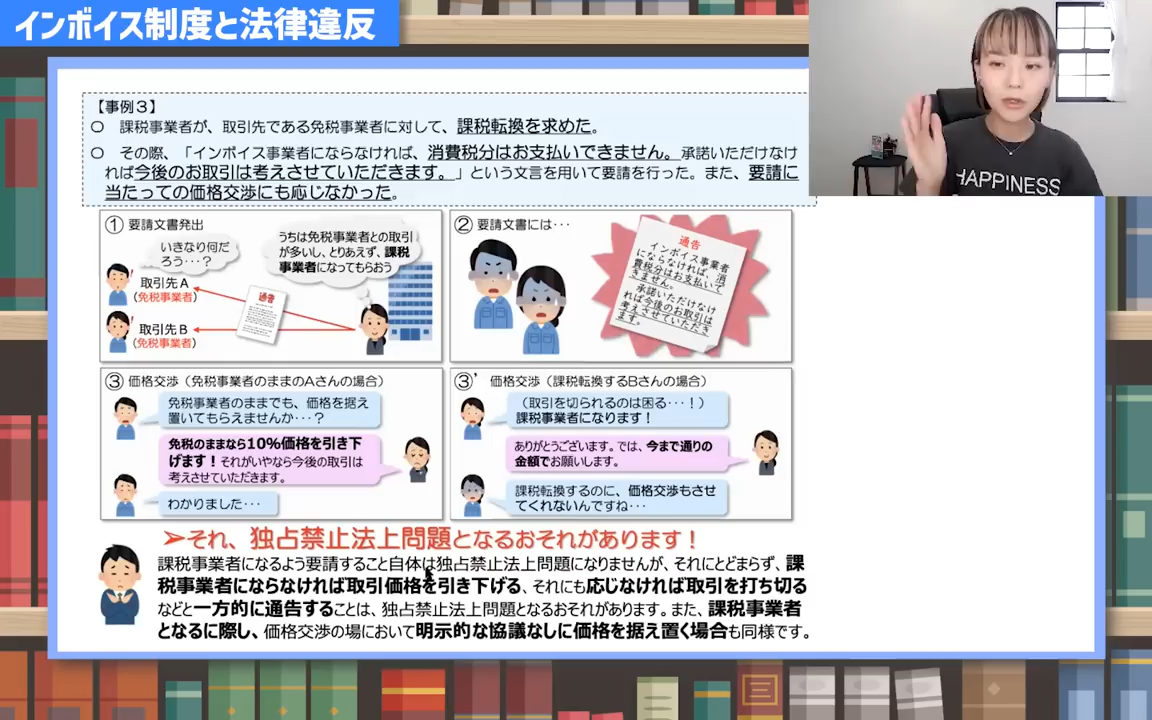 インボイス制度と法律違反
【事例３】
○ 課税事業者が、取引先である免税事業者に対して、課税転換を求めた。
○ その際、「インボイス事業者にならなければ、消費税分はお支払いできません。承諾いただけなけ
れば今後のお取引は考えさせていただきます。」という文言を用いて要請を行った。また、要請に
当たっての価格交渉にも応じなかった。
HAPPINESS
① 要請文書発出
いきなり何だ
ろう・・・？
うちは免税事業者との取引
が多いし、とりあえず、課税
事業者になってもらおう
取引先Ａ
（免税事業者）
通告
取引先Ｂ
（免税事業者）
② 要請文書には・・・
通告
インボイス事業者
にならなければ、消
費税分はお支払いで
きません。
承諾いただけなけ
れば今後のお取引は
考えさせていただき
ます。
③ 価格交渉（免税事業者のままのAさんの場合）
免税事業者のままでも、価格を据え
置いてもらえませんか・・・？
免税のままなら10％価格を引き下
げます！それがいやなら今後の取引は
考えさせていただきます。
わかりました・・・
③’ 価格交渉（課税転換するBさんの場合）
（取引を切られるのは困る・・・！）
課税事業者になります！
ありがとうございます。では、今まで通りの
金額でお願いします。
課税転換するのに、価格交渉もさせ
てくれないんですね・・・
➢それ、独占禁止法上問題となるおそれがあります！
課税事業者になるよう要請すること自体は独占禁止法上問題になりませんが、それにとどまらず、課
税事業者にならなければ取引価格を引き下げる、それにも応じなければ取引を打ち切る
などと一方的に通告することは、独占禁止法上問題となるおそれがあります。また、課税事業者
となるに際し、価格交渉の場において明示的な協議なしに価格を据え置く場合も同様です。